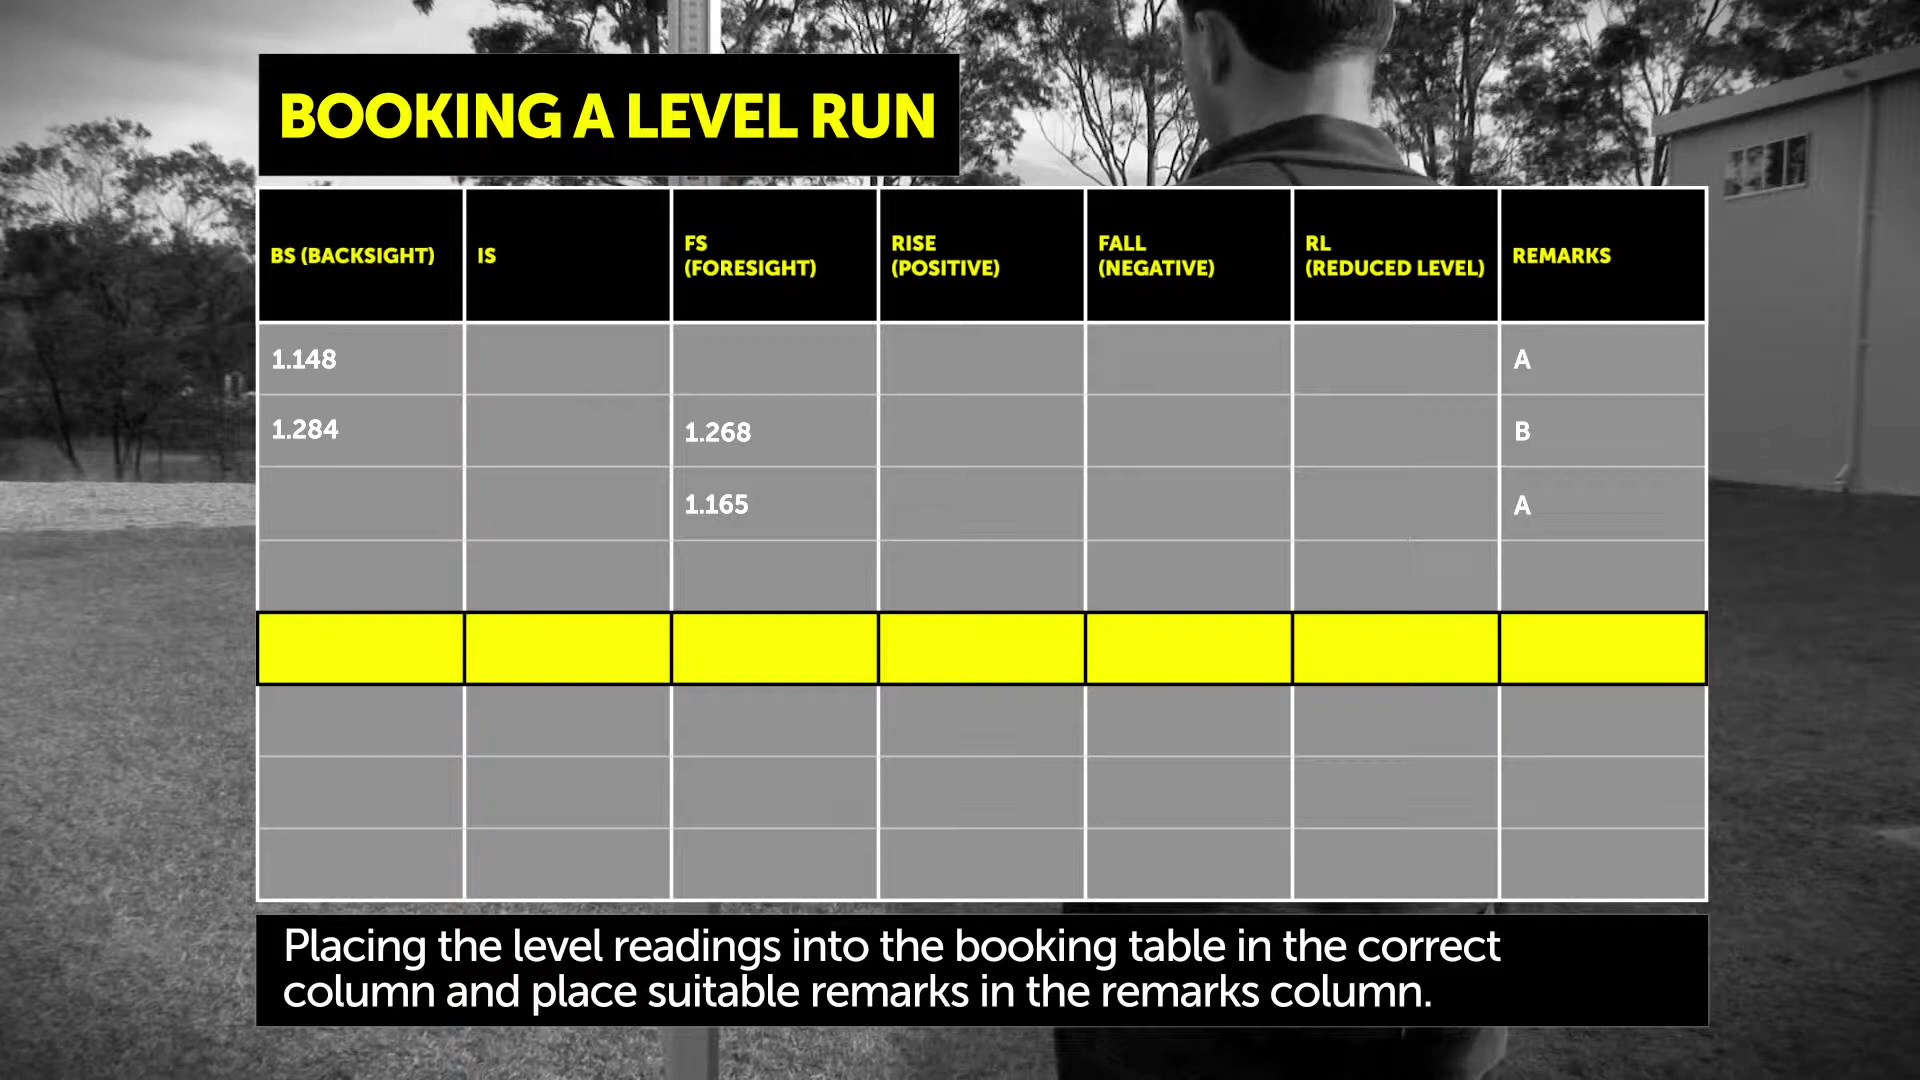 BOOKING A LEVEL RUN
BS (BACKSIGHT) IS FS (FORESIGHT) RISE (POSITIVE) FALL (NEGATIVE) RL (REDUCED LEVEL) REMARKS
1.148 A
1.284 1.268 B
1.165 A
Placing the level readings into the booking table in the correct
column and place suitable remarks in the remarks column.